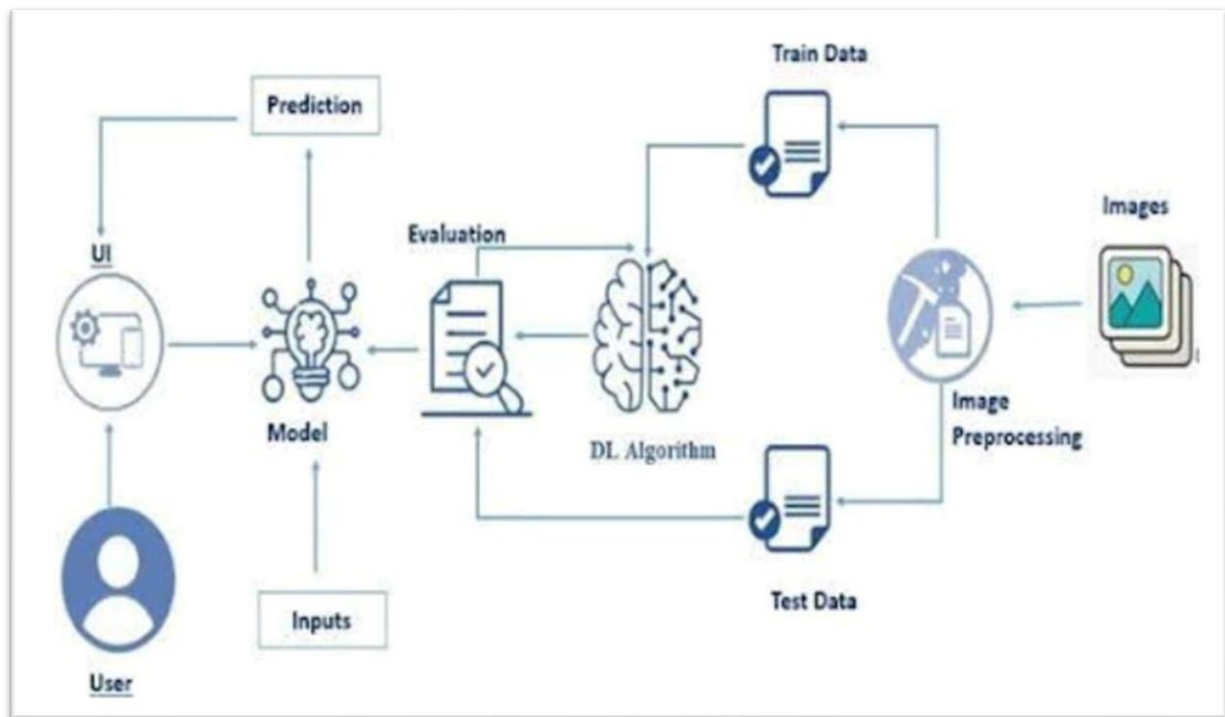 Train Data
Prediction
Images
Evaluation
UI
Image
Preprocessing
Model
DL Algorithm
Test Data
Inputs
User